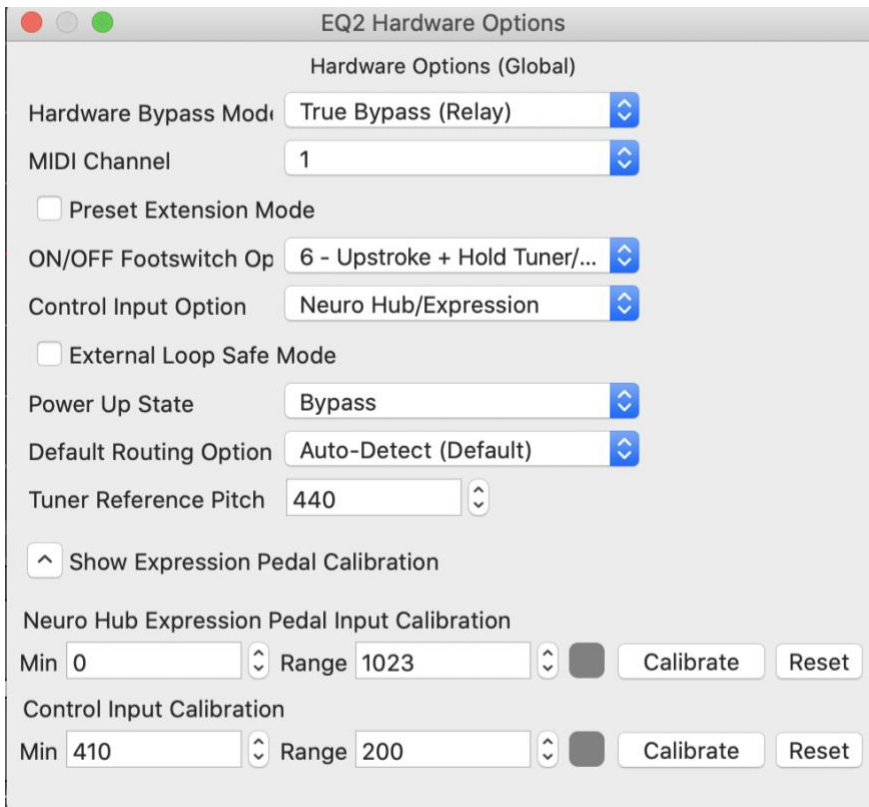 EQ2 Hardware Options
Hardware Options (Global)
Hardware Bypass Mode True Bypass (Relay)
MIDI Channel 1
Preset Extension Mode
ON/OFF Footswitch Op 6 - Upstroke + Hold Tuner/...
Control Input Option Neuro Hub/Expression
External Loop Safe Mode
Power Up State Bypass
Default Routing Option Auto-Detect (Default)
Tuner Reference Pitch 440
Show Expression Pedal Calibration
Neuro Hub Expression Pedal Input Calibration
Min 0 Range 1023 Calibrate Reset
Control Input Calibration
Min 410 Range 200 Calibrate Reset